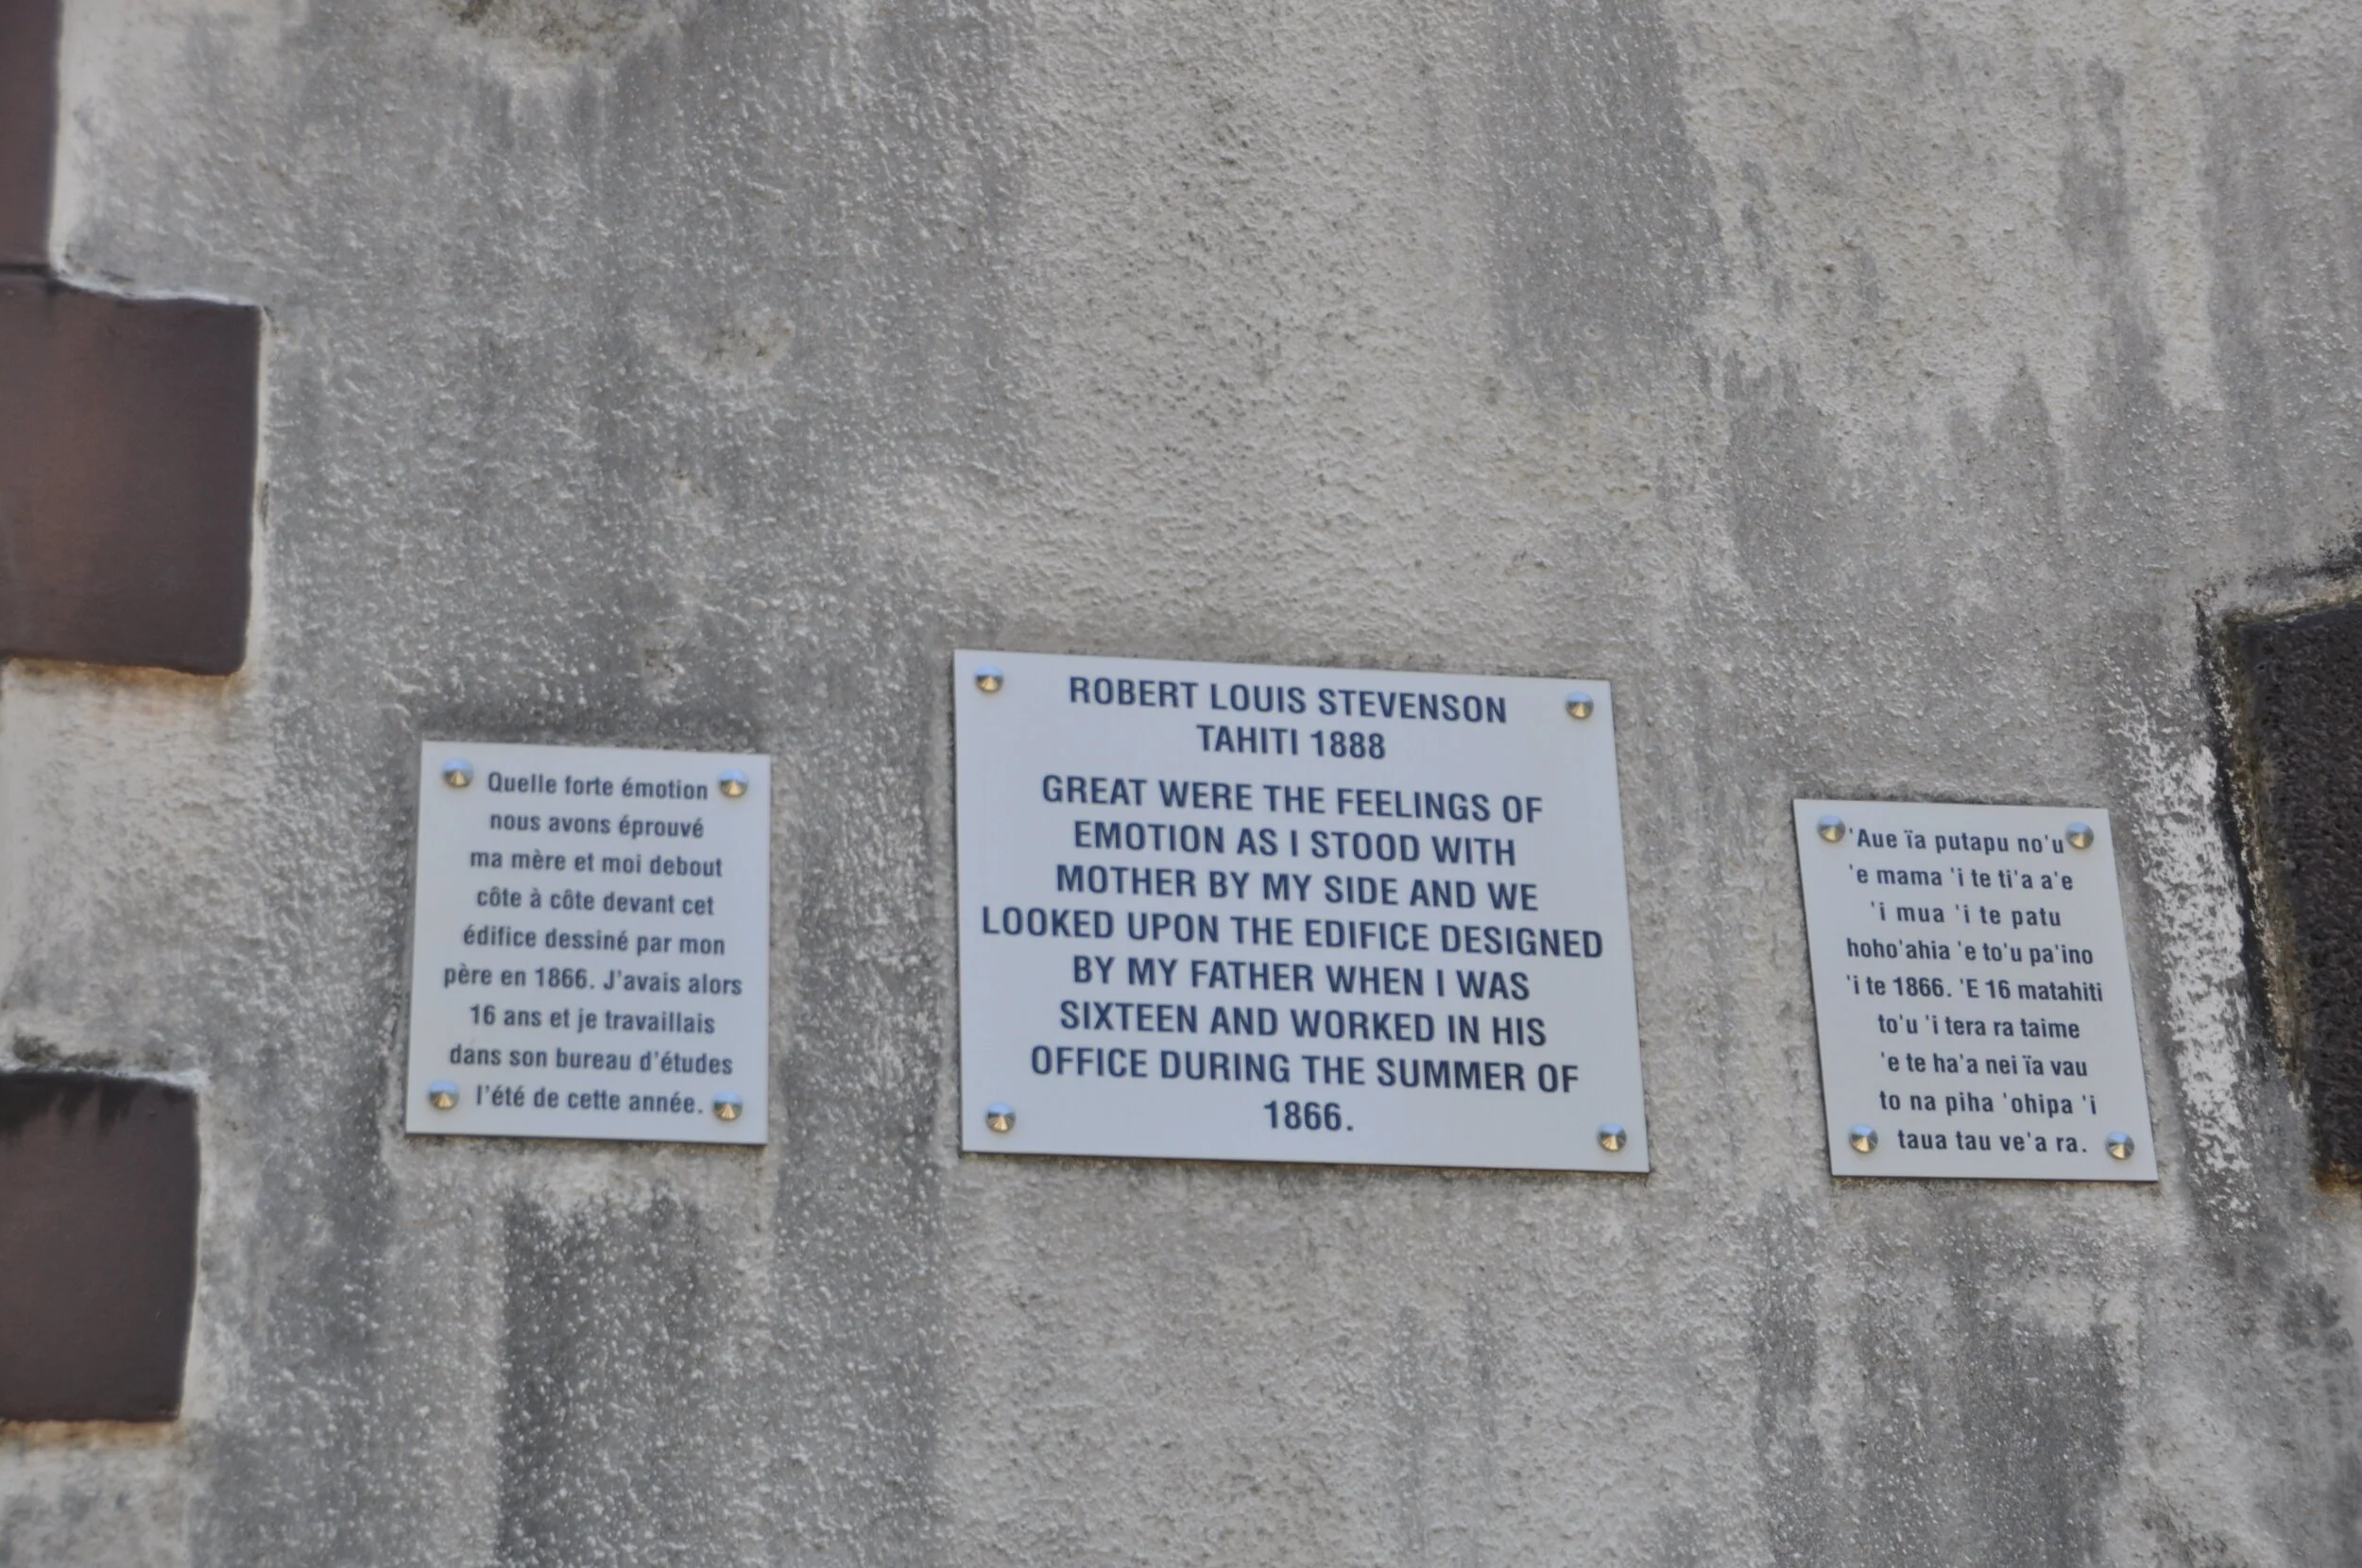 Quelle forte émotion
nous avons éprouvé
ma mère et moi debout
côte à côte devant cet
édifice dessiné par mon
père en 1866. J'avais alors
16 ans et je travaillais
dans son bureau d'études
l'été de cette année.
ROBERT LOUIS STEVENSON
TAHITI 1888
GREAT WERE THE FEELINGS OF
EMOTION AS I STOOD WITH
MOTHER BY MY SIDE AND WE
LOOKED UPON THE EDIFICE DESIGNED
BY MY FATHER WHEN I WAS
SIXTEEN AND WORKED IN HIS
OFFICE DURING THE SUMMER OF
1866.
'Aue ïa putapu no'u
'e mama 'i te ti'a a'e
'i mua 'i te patu
hoho'ahia 'e to'u pa'ino
'i te 1866. 'E 16 matahiti
to'u 'i tera ra taime
'e te ha'a nei ïa vau
to na piha 'ohipa 'i
taua tau ve'a ra.